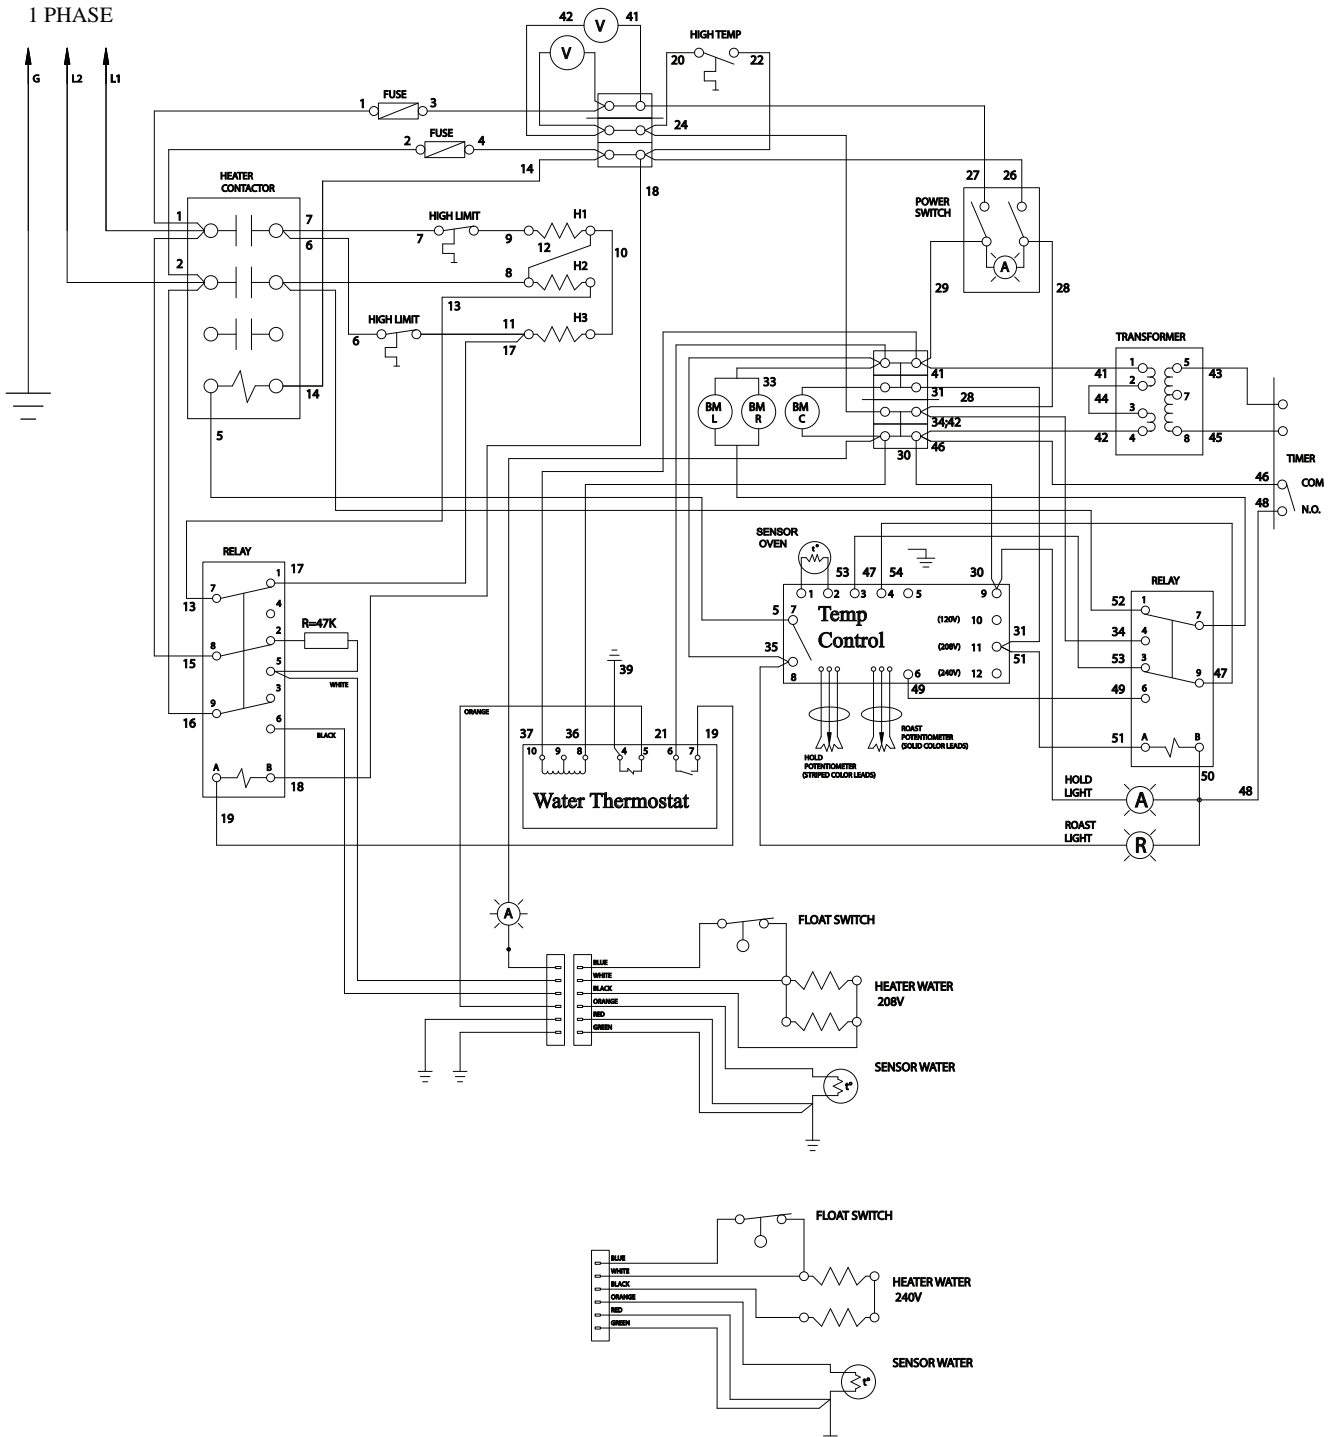 1 PHASE
G
L2
L1
42
V
41
V
HIGH TEMP
20
22
FUSE
1
3
FUSE
2
4
24
14
18
HEATER
CONTACTOR
1
7
6
2
14
5
HIGH LIMIT
7
9
H1
12
10
8
H2
13
HIGH LIMIT
6
11
17
H3
27
26
POWER
SWITCH
A
29
28
TRANSFORMER
41
1
2
44
3
42
4
5
43
7
8
45
33
BM
L
BM
R
BM
C
41
31
28
34;42
46
30
TIMER
46
COM
48
N.O.
RELAY
17
1
7
13
4
R=47K
2
8
15
5
WHITE
3
9
16
6
BLACK
A
B
18
19
SENSOR
OVEN
t°
53
47
54
30
1
2
3
4
5
9
5
7
Temp
Control
(120V)
10
31
35
(208V)
11
51
8
6
(240V)
12
49
HOLD
POTENTIOMETER
(STRIPED COLOR LEADS)
ROAST
POTENTIOMETER
(SOLID COLOR LEADS)
RELAY
52
1
7
34
4
53
3
9
47
49
6
51
A
B
50
HOLD
LIGHT
A
48
ROAST
LIGHT
R
39
ORANGE
37
36
21
19
10
9
8
4
5
6
7
Water Thermostat
A
FLOAT SWITCH
BLUE
WHITE
BLACK
ORANGE
RED
GREEN
HEATER WATER
208V
SENSOR WATER
t°
FLOAT SWITCH
BLUE
WHITE
BLACK
ORANGE
RED
GREEN
HEATER WATER
240V
SENSOR WATER
t°